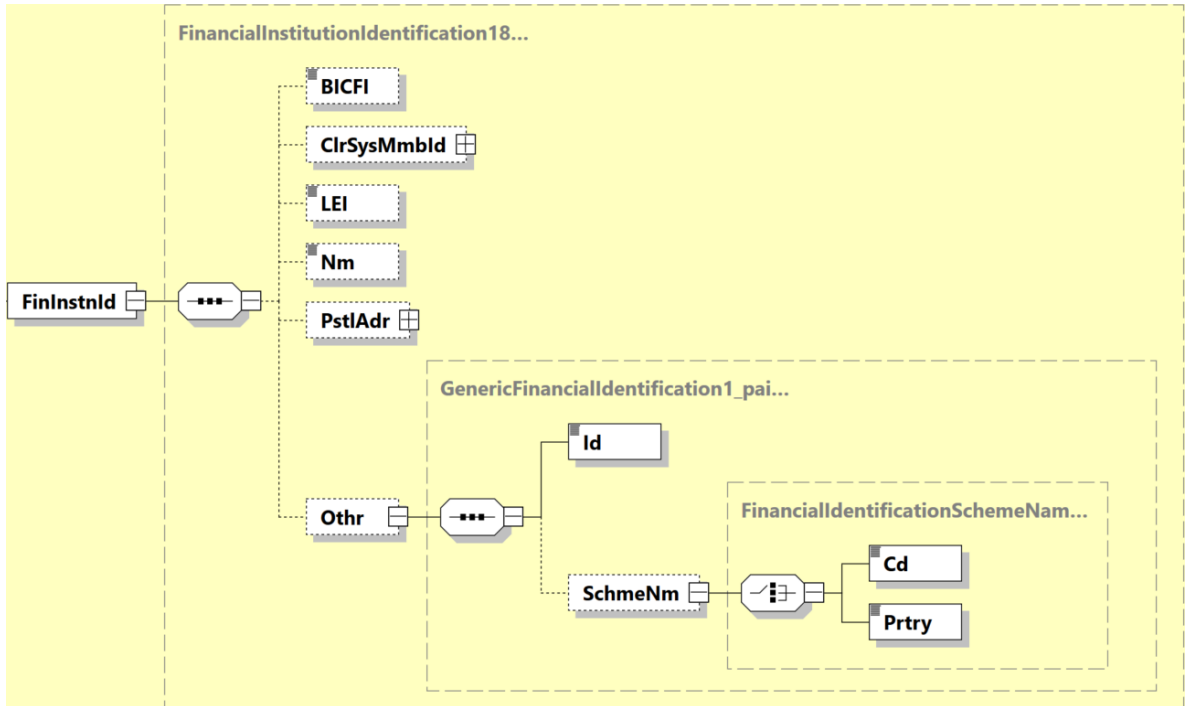 FinancialInstitutionIdentification18...
BICFI
ClrSysMmbId
LEI
Nm
FinInstnId
PstlAdr
GenericFinancialIdentification1_pai...
Id
FinancialIdentificationSchemeNam...
Othr
Cd
SchmeNm
Prtry